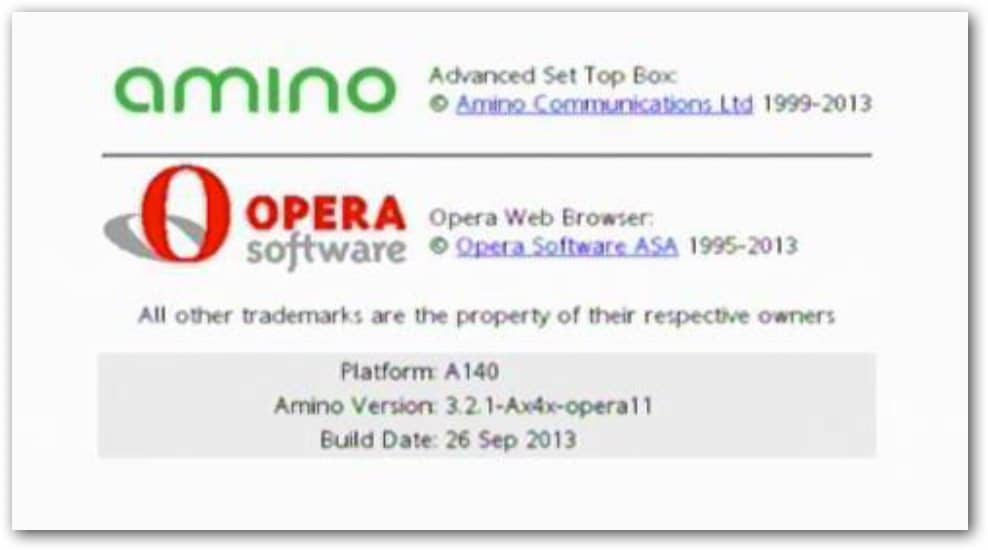 amino
Advanced Set Top Box:
© Amino Communications Ltd 1999-2013
OPERA
software
Opera Web Browser:
© Opera Software ASA 1995-2013
All other trademarks are the property of their respective owners
Platform: A140
Amino Version: 3.2.1-Ax4x-opera11
Build Date: 26 Sep 2013